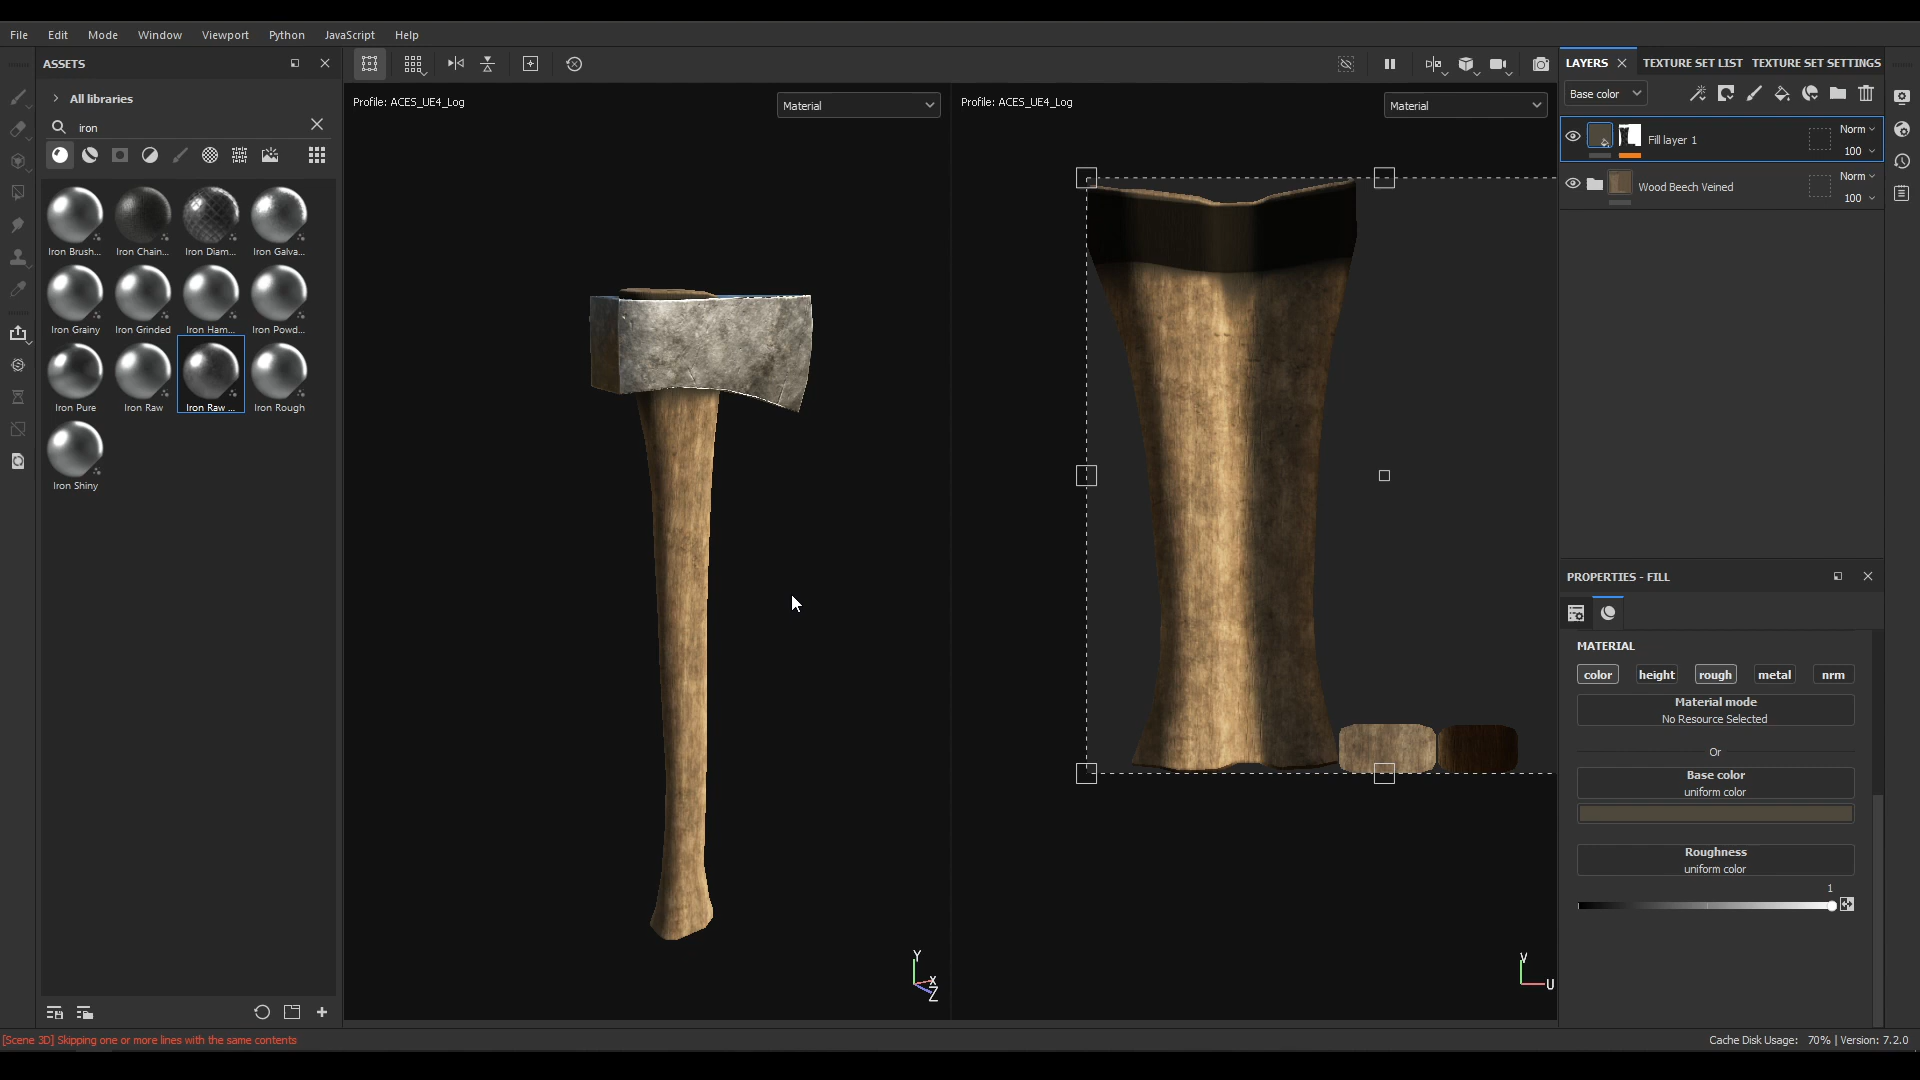 File Edit Mode Window Viewport Python JavaScript Help
ASSETS
All libraries
iron
Iron Brush... Iron Chain... Iron Diam... Iron Galva...
Iron Grainy Iron Grinded Iron Ham... Iron Powd...
Iron Pure Iron Raw Iron Raw ... Iron Rough
Iron Shiny
Profile: ACES_UE4_Log
Material
Y
X
Z
Profile: ACES_UE4_Log
Material
V
U
LAYERS TEXTURE SET LIST TEXTURE SET SETTINGS
Base color
Fill layer 1
Norm
100
Wood Beech Veined
Norm
100
PROPERTIES - FILL
MATERIAL
color height rough metal nrm
Material mode
No Resource Selected
Or
Base color
uniform color
Roughness
uniform color
1
[Scene 3D] Skipping one or more lines with the same contents
Cache Disk Usage: 70% | Version: 7.2.0